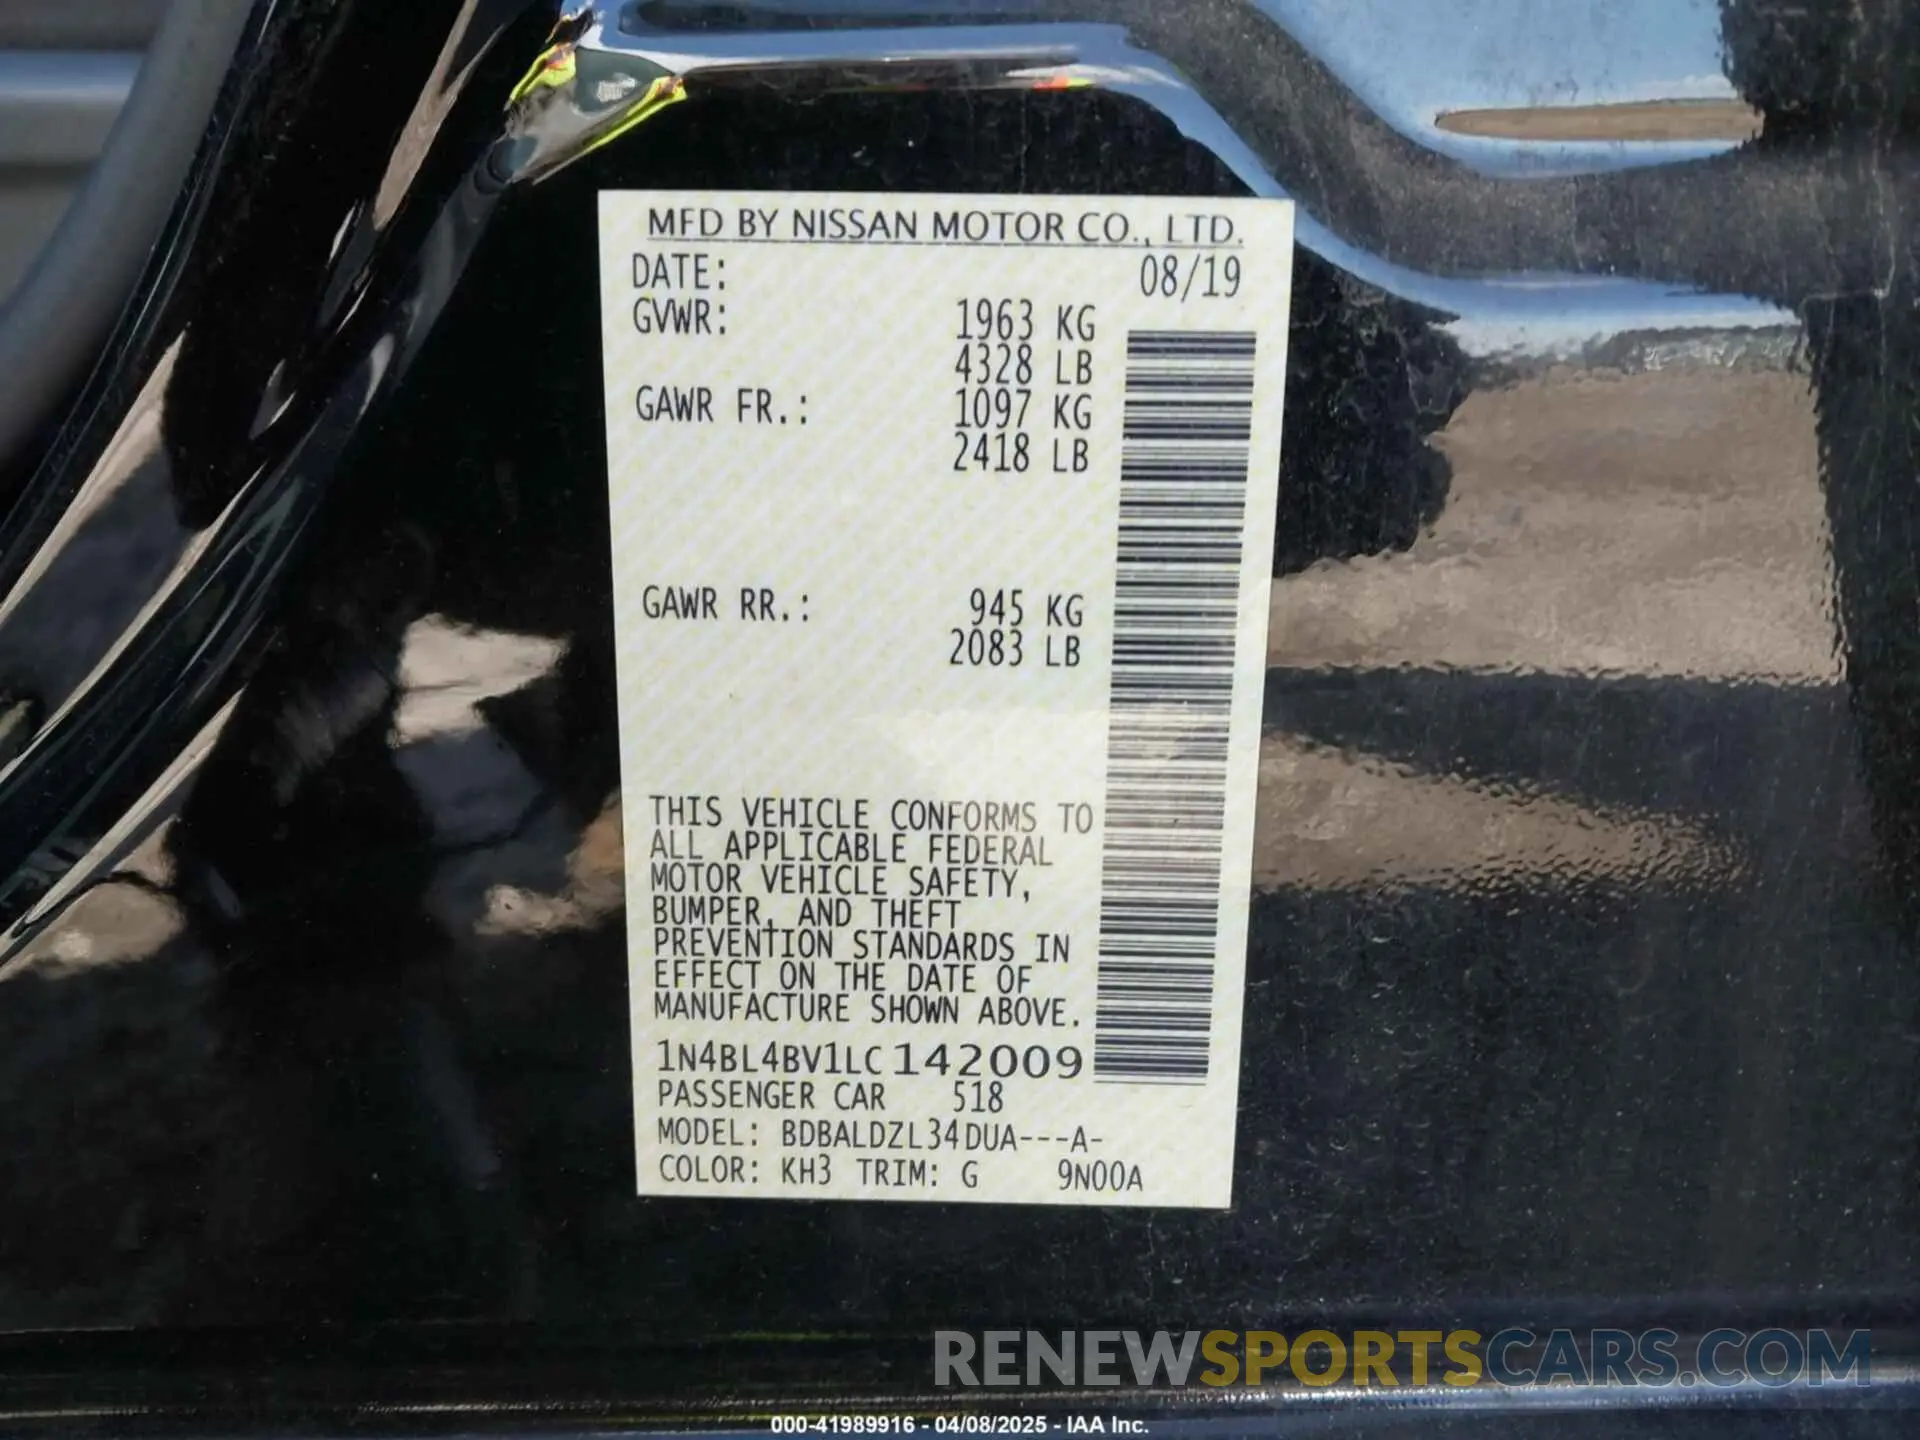 MFD BY NISSAN MOTOR CO., LTD.
DATE: 08/19
GVWR: 1963 KG
4328 LB
GAWR FR.: 1097 KG
2418 LB
GAWR RR.: 945 KG
2083 LB
THIS VEHICLE CONFORMS TO
ALL APPLICABLE FEDERAL
MOTOR VEHICLE SAFETY,
BUMPER, AND THEFT
PREVENTION STANDARDS IN
EFFECT ON THE DATE OF
MANUFACTURE SHOWN ABOVE.
1N4BL4BV1LC142009
PASSENGER CAR 518
MODEL: BDBALDZL34DUA---A-
COLOR: KH3 TRIM: G 9N00A
RENEWSPORTSCARS.COM
000-41989916 - 04/08/2025 - IAA Inc.